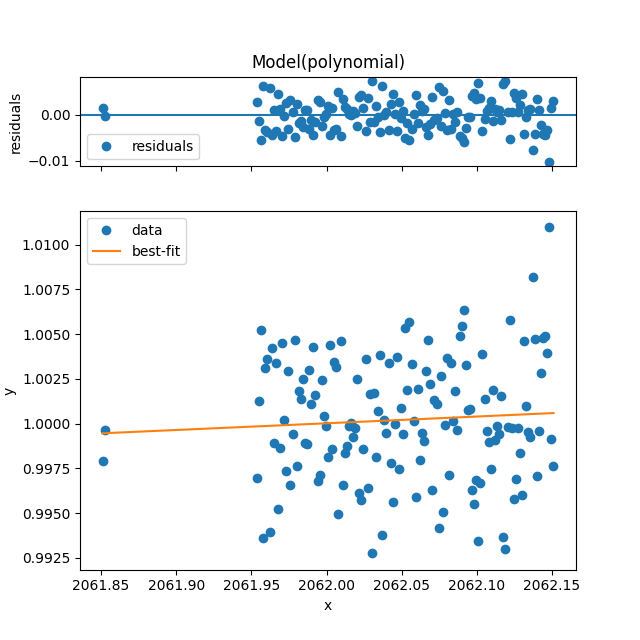 Model(polynomial)
residuals
0.00
−0.01
residuals
y
1.0100
1.0075
1.0050
1.0025
1.0000
0.9975
0.9950
0.9925
data
best-fit
2061.85 2061.90 2061.95 2062.00 2062.05 2062.10 2062.15
x